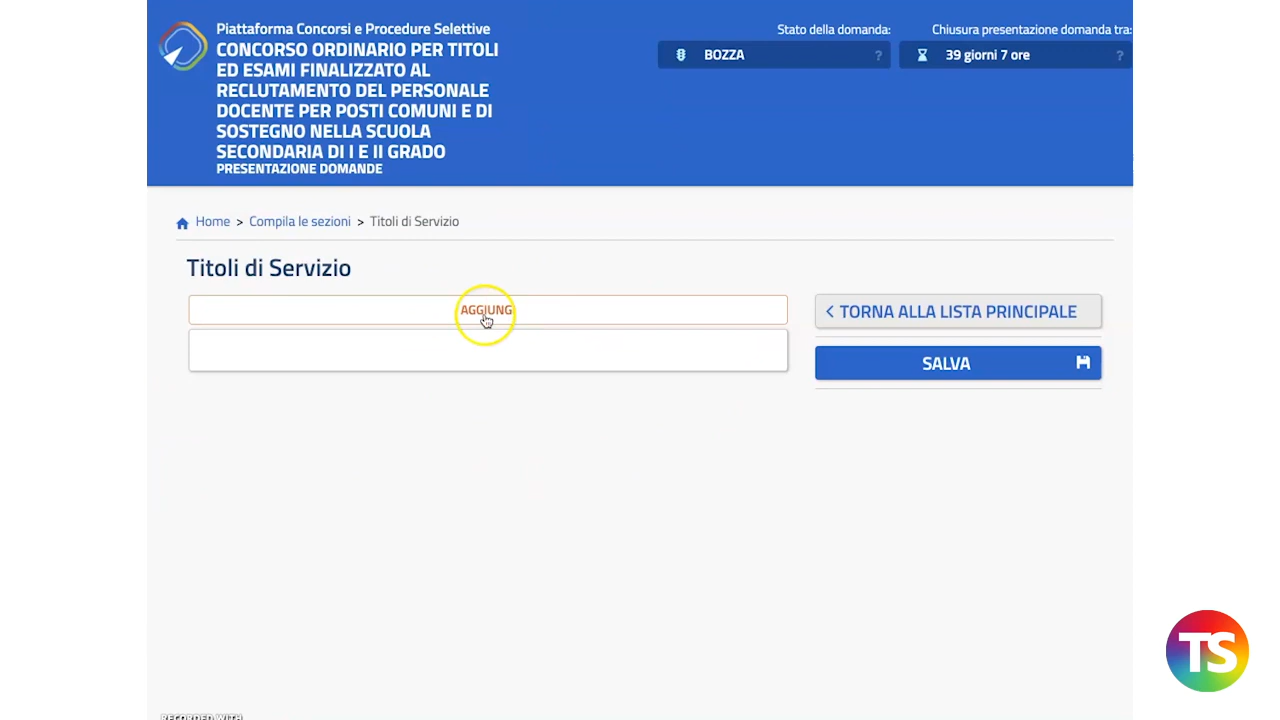 Piattaforma Concorsi e Procedure Selettive
CONCORSO ORDINARIO PER TITOLI
ED ESAMI FINALIZZATO AL
RECLUTAMENTO DEL PERSONALE
DOCENTE PER POSTI COMUNI E DI
SOSTEGNO NELLA SCUOLA
SECONDARIA DI I E II GRADO
PRESENTAZIONE DOMANDE
Stato della domanda:
BOZZA ?
Chiusura presentazione domanda tra:
39 giorni 7 ore ?
Home > Compila le sezioni > Titoli di Servizio
Titoli di Servizio
AGGIUNG
< TORNA ALLA LISTA PRINCIPALE
SALVA
TS
RECORDED WITH